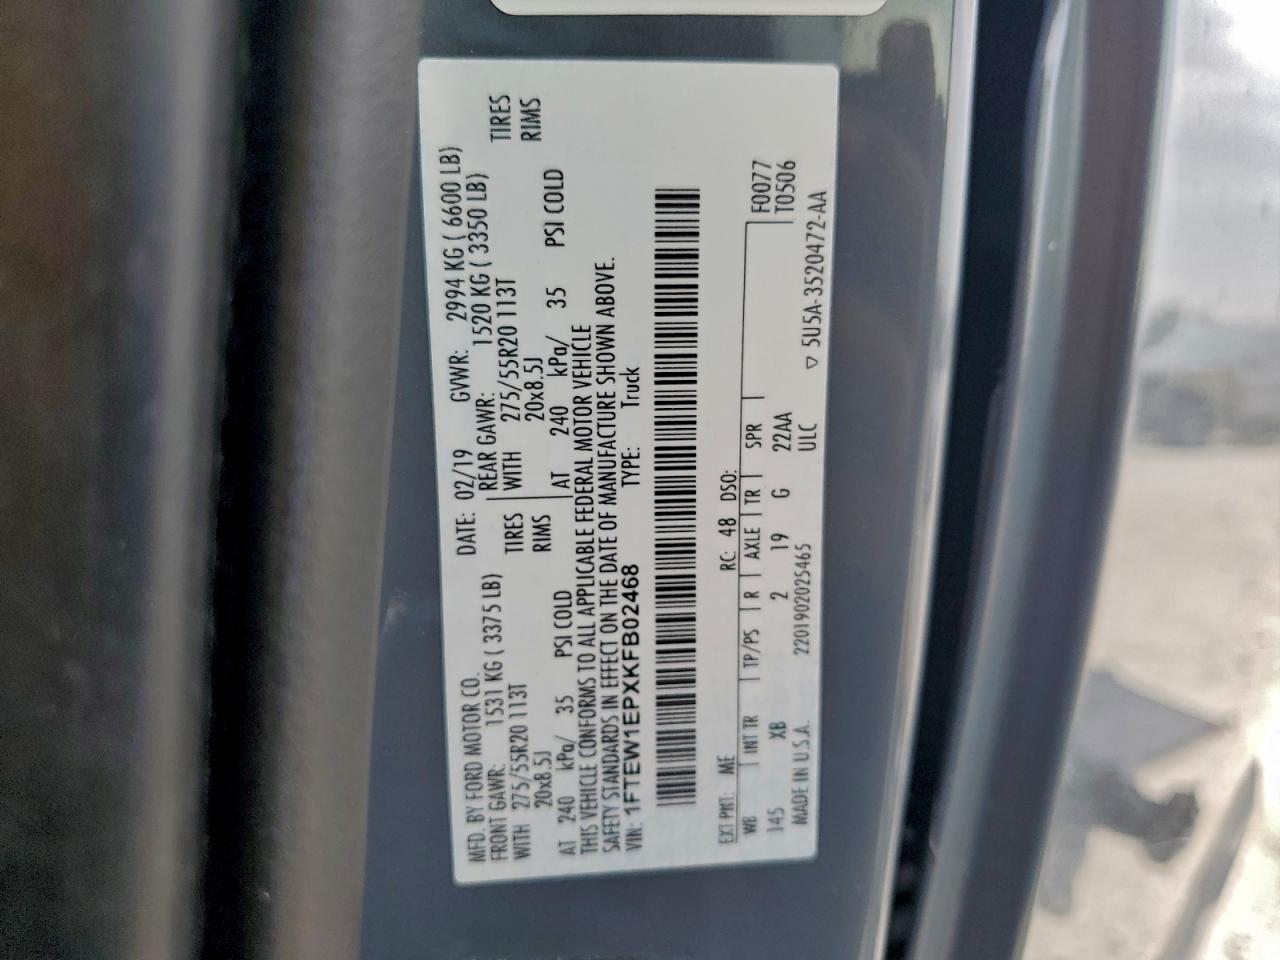 MFD. BY FORD MOTOR CO.
DATE: 02/19 GVWR: 2994 KG ( 6600 LB)
FRONT GAWR: 1531 KG ( 3375 LB) REAR GAWR: 1520 KG ( 3350 LB)
WITH 275/55R20 113T TIRES WITH 275/55R20 113T TIRES
20x8.5J RIMS 20x8.5J RIMS
AT 240 kPa/ 35 PSI COLD AT 240 kPa/ 35 PSI COLD
THIS VEHICLE CONFORMS TO ALL APPLICABLE FEDERAL MOTOR VEHICLE
SAFETY STANDARDS IN EFFECT ON THE DATE OF MANUFACTURE SHOWN ABOVE.
VIN: 1FTEW1EPXKFB02468 TYPE: Truck
EXT PNT: ME RC: 48 DSO:
WB INT TR TP/PS R AXLE TR SPR F0077
145 XB 2 19 G 22AA T0506
MADE IN U.S.A. 2201902025465 ULC ▽ 5U5A-3520472-AA